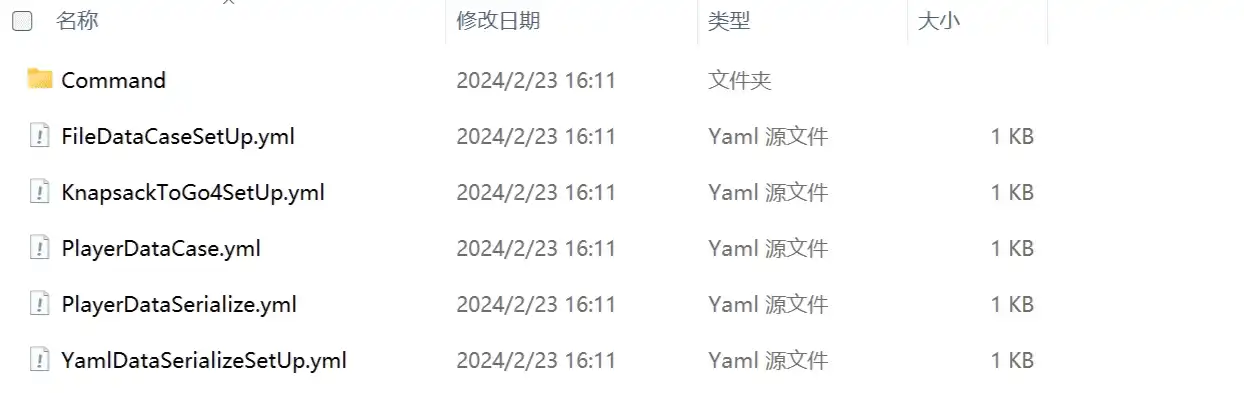 名称 修改日期 类型 大小
Command 2024/2/23 16:11 文件夹
FileDataCaseSetUp.yml 2024/2/23 16:11 Yaml 源文件 1 KB
KnapsackToGo4SetUp.yml 2024/2/23 16:11 Yaml 源文件 1 KB
PlayerDataCase.yml 2024/2/23 16:11 Yaml 源文件 1 KB
PlayerDataSerialize.yml 2024/2/23 16:11 Yaml 源文件 1 KB
YamlDataSerializeSetUp.yml 2024/2/23 16:11 Yaml 源文件 1 KB